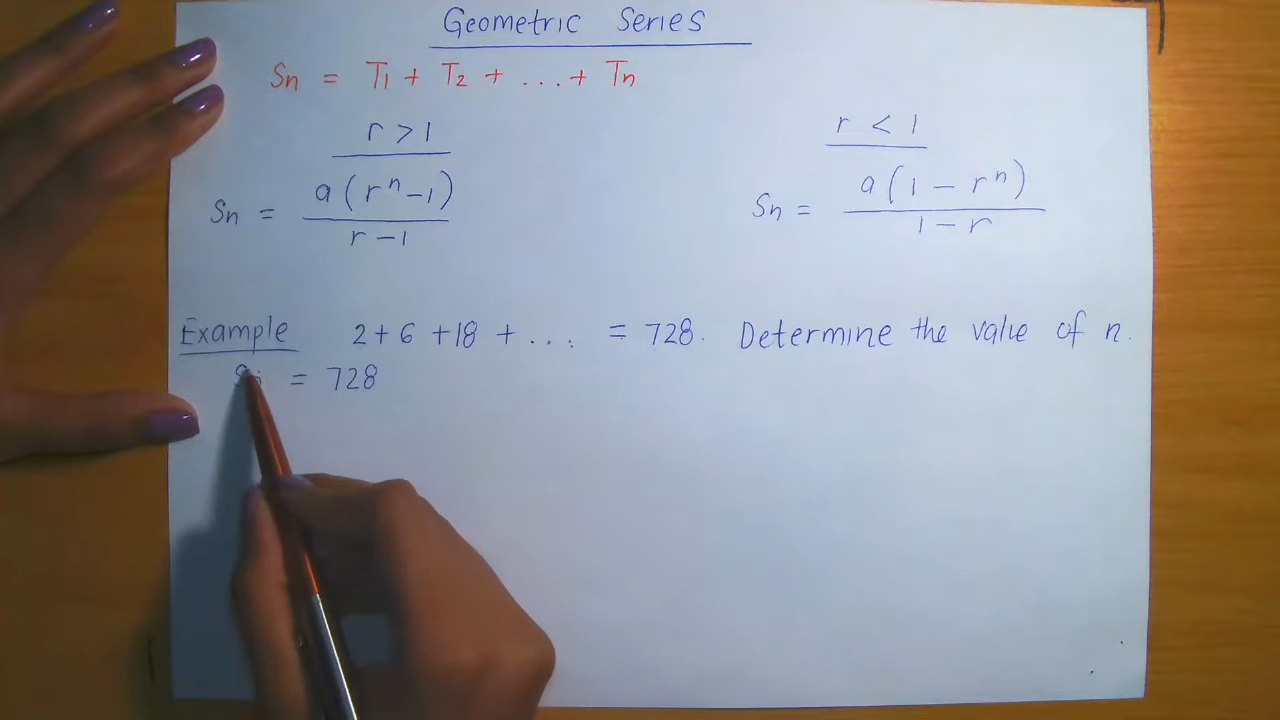 Geometric Series
Sn = T1 + T2 + ... + Tn
r > 1
Sn = a(r^n - 1) / r - 1
r < 1
Sn = a(1 - r^n) / 1 - r
Example 2 + 6 + 18 + ... = 728. Determine the value of n.
= 728